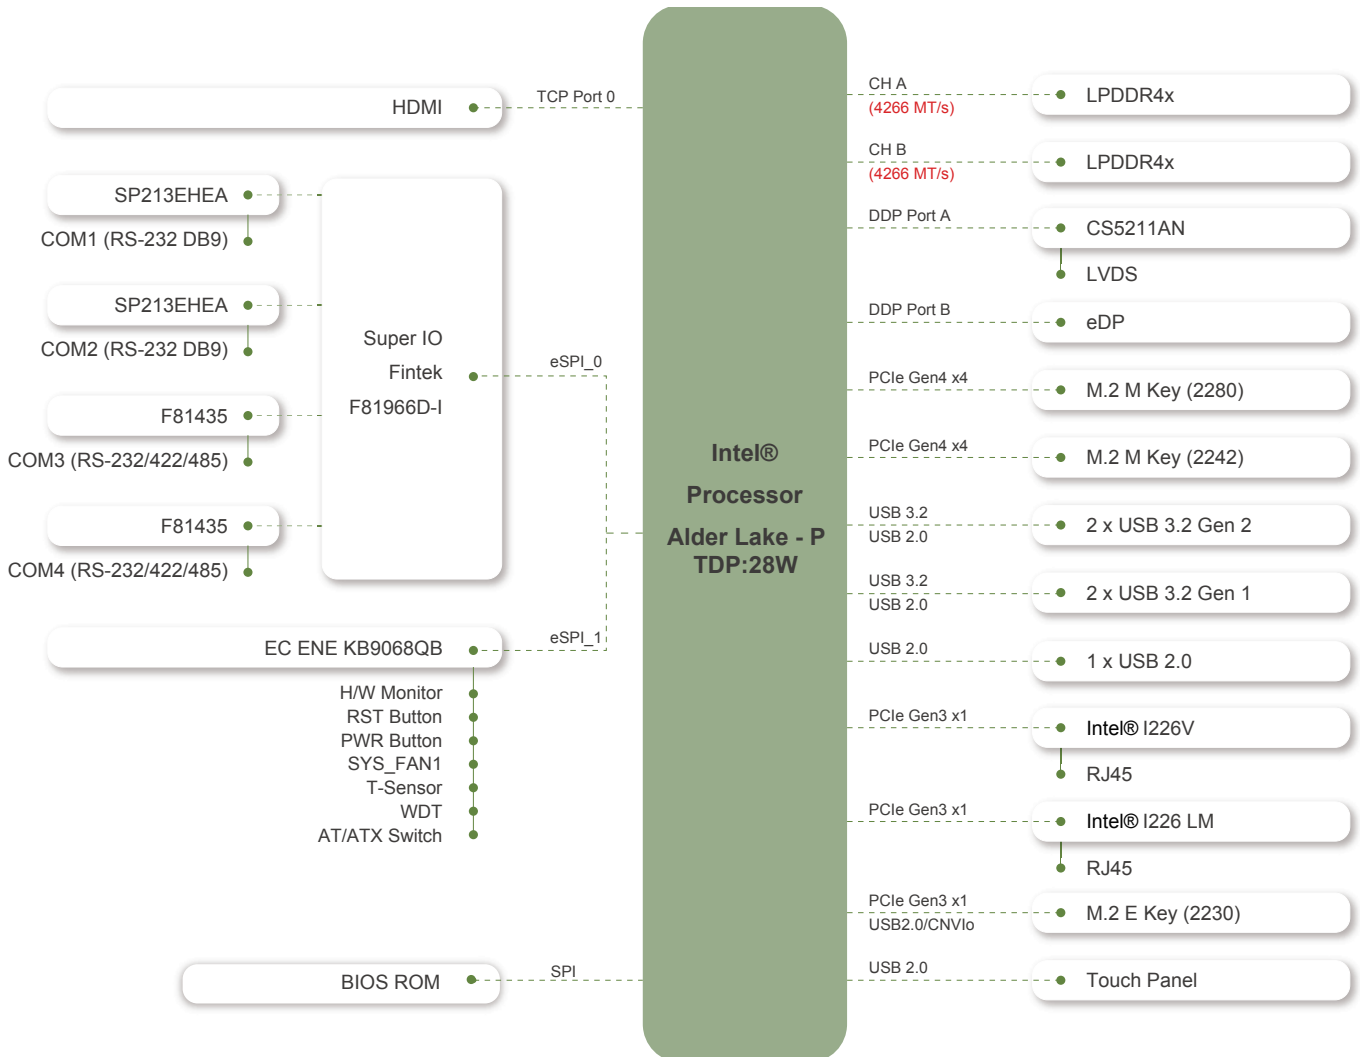 HDMI
TCP Port 0
SP213EHEA
COM1 (RS-232 DB9)
SP213EHEA
COM2 (RS-232 DB9)
F81435
COM3 (RS-232/422/485)
F81435
COM4 (RS-232/422/485)
Super IO
Fintek
F81966D-I
eSPI_0
eSPI_1
EC ENE KB9068QB
H/W Monitor
RST Button
PWR Button
SYS_FAN1
T-Sensor
WDT
AT/ATX Switch
BIOS ROM
SPI
Intel®
Processor
Alder Lake - P
TDP:28W
CH A
(4266 MT/s)
LPDDR4x
CH B
(4266 MT/s)
LPDDR4x
DDP Port A
CS5211AN
LVDS
DDP Port B
eDP
PCIe Gen4 x4
M.2 M Key (2280)
PCIe Gen4 x4
M.2 M Key (2242)
USB 3.2
USB 2.0
2 x USB 3.2 Gen 2
USB 3.2
USB 2.0
2 x USB 3.2 Gen 1
USB 2.0
1 x USB 2.0
PCIe Gen3 x1
Intel® I226V
RJ45
PCIe Gen3 x1
Intel® I226 LM
RJ45
PCIe Gen3 x1
USB2.0/CNVIo
M.2 E Key (2230)
USB 2.0
Touch Panel